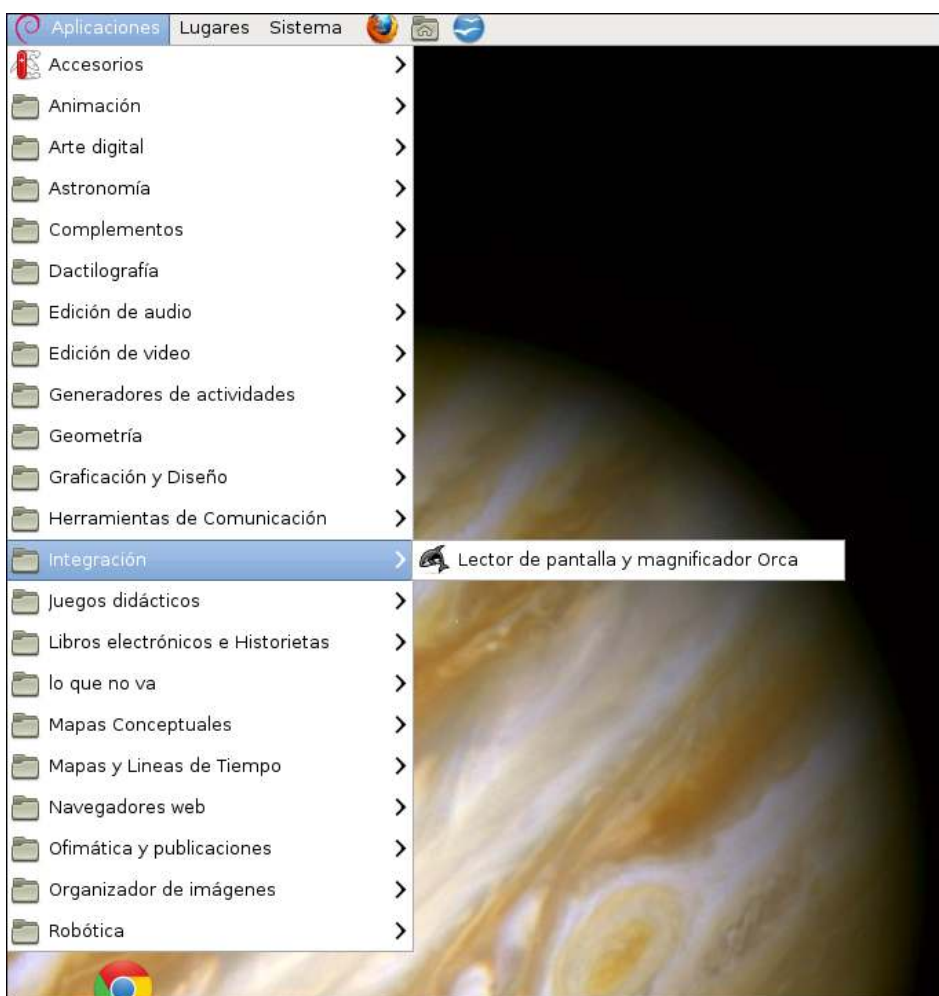 Aplicaciones Lugares Sistema
Accesorios
Animación
Arte digital
Astronomía
Complementos
Dactilografía
Edición de audio
Edición de video
Generadores de actividades
Geometría
Graficación y Diseño
Herramientas de Comunicación
Integración
Lector de pantalla y magnificador Orca
Juegos didácticos
Libros electrónicos e Historietas
lo que no va
Mapas Conceptuales
Mapas y Lineas de Tiempo
Navegadores web
Ofimática y publicaciones
Organizador de imágenes
Robótica